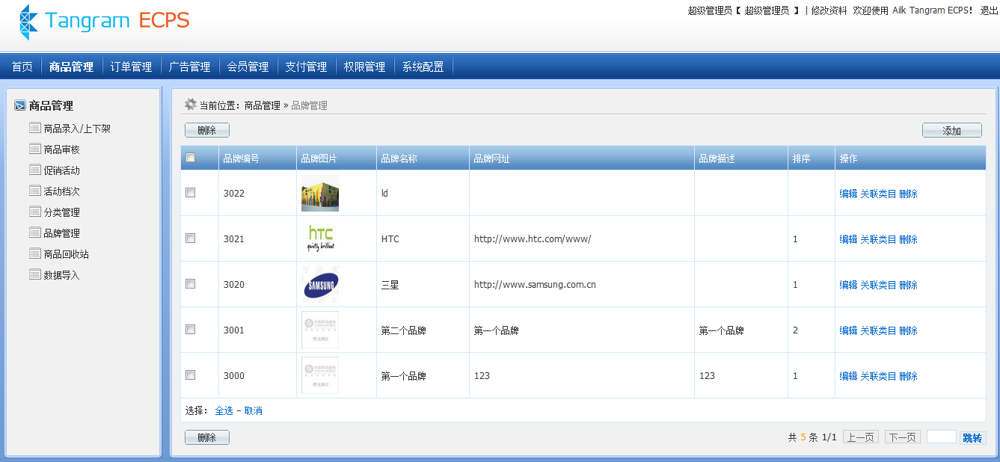 Tangram ECPS
超级管理员【 超级管理员 】 | 修改资料 欢迎使用 Ailk Tangram ECPS! 退出
首页 商品管理 订单管理 广告管理 会员管理 支付管理 权限管理 系统配置
商品管理
商品录入/上下架
商品审核
促销活动
活动档次
分类管理
品牌管理
商品回收站
数据导入
当前位置: 商品管理 » 品牌管理
删除 添加
品牌编号 品牌图片 品牌名称 品牌网址 品牌描述 排序 操作
3022 ld 编辑 关联类目 删除
3021 htc quietly brilliant HTC http://www.htc.com/www/ 1 编辑 关联类目 删除
3020 SAMSUNG 三星 http://www.samsung.com.cn 1 编辑 关联类目 删除
3001 第二个品牌 第一个品牌 第一个品牌 2 编辑 关联类目 删除
3000 第一个品牌 123 123 1 编辑 关联类目 删除
选择: 全选 - 取消
删除 共 5 条 1/1 上一页 下一页 跳转